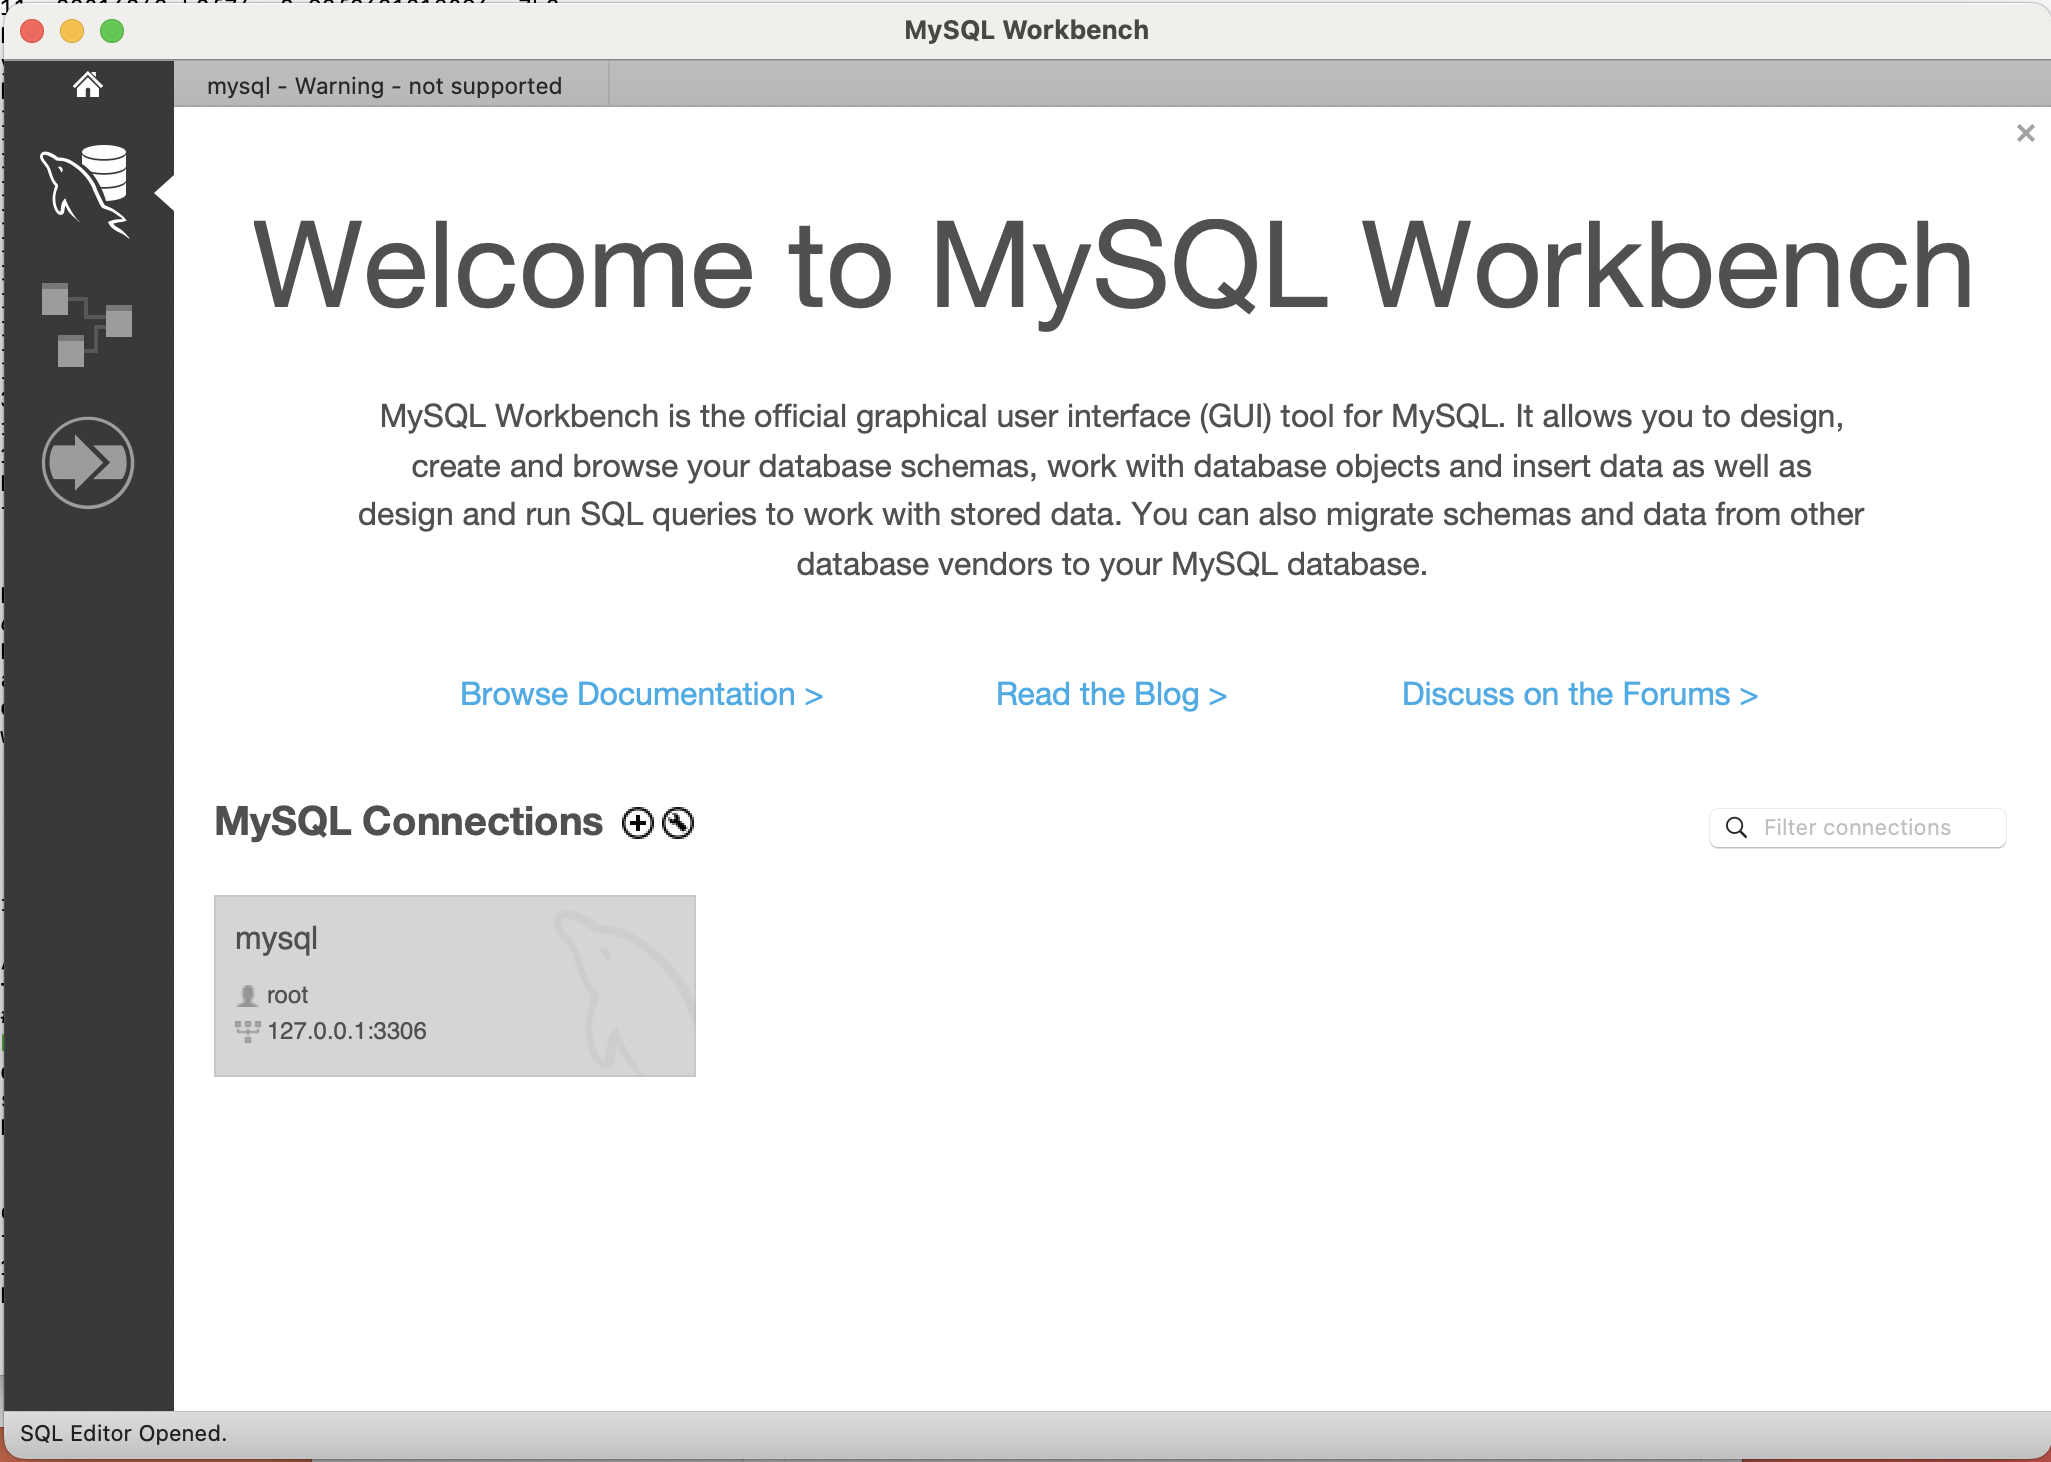 MySQL Workbench
mysql - Warning - not supported
Welcome to MySQL Workbench
MySQL Workbench is the official graphical user interface (GUI) tool for MySQL. It allows you to design,
create and browse your database schemas, work with database objects and insert data as well as
design and run SQL queries to work with stored data. You can also migrate schemas and data from other
database vendors to your MySQL database.
Browse Documentation >
Read the Blog >
Discuss on the Forums >
MySQL Connections
Filter connections
mysql
root
127.0.0.1:3306
SQL Editor Opened.